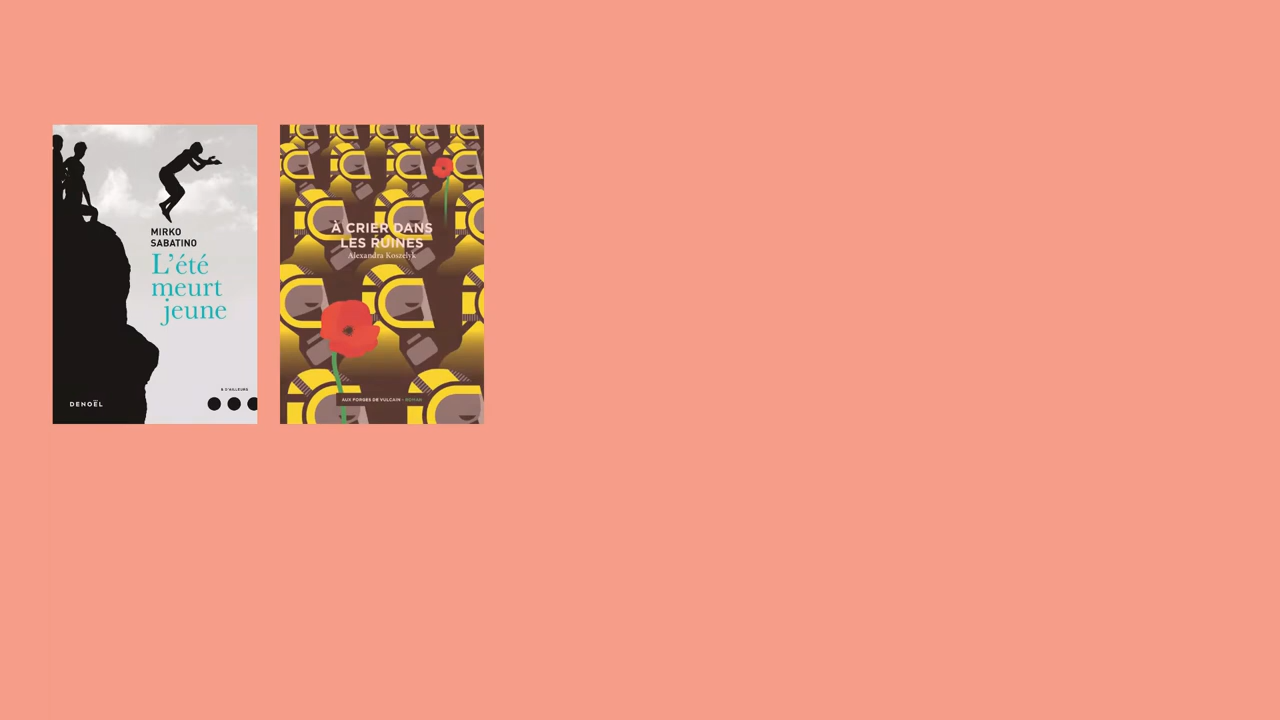 MIRKO
SABATINO
L'été
meurt
jeune
& D'AILLEURS
DENOËL
À CRIER DANS
LES RUINES
Alexandra Koszelyk
AUX FORGES DE VULCAIN - ROMAN